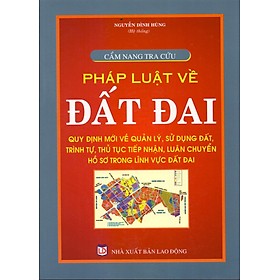 NGUYỄN ĐÌNH HÙNG
(Hệ thống)
CẨM NANG TRA CỨU
PHÁP LUẬT VỀ
ĐẤT ĐAI
QUY ĐỊNH MỚI VỀ QUẢN LÝ, SỬ DỤNG ĐẤT,
TRÌNH TỰ, THỦ TỤC TIẾP NHẬN, LUÂN CHUYỂN
HỒ SƠ TRONG LĨNH VỰC ĐẤT ĐAI
NHÀ XUẤT BẢN LAO ĐỘNG